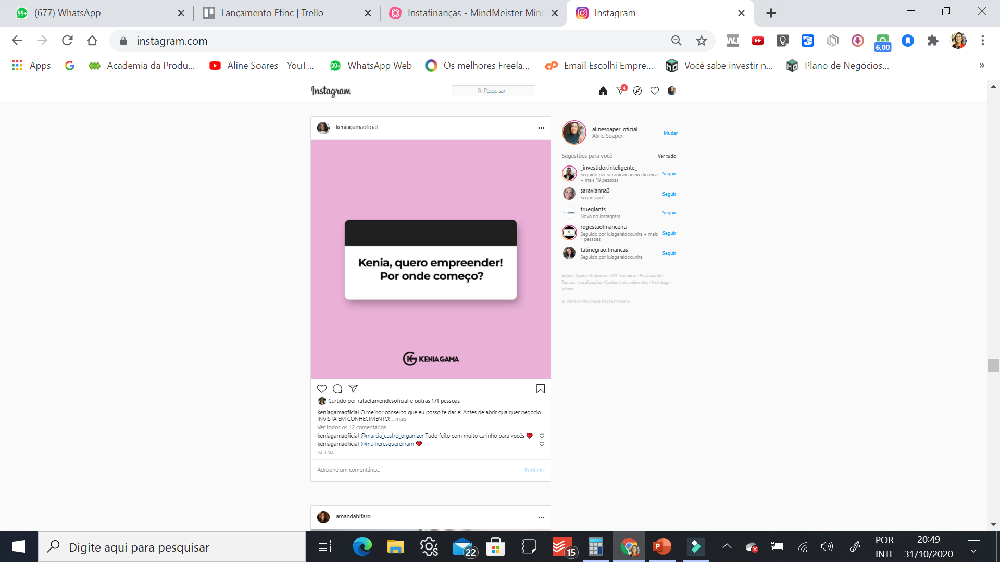 (677) WhatsApp
Lançamento Efinc | Trello
Instafinanças - MindMeister Minc
Instagram
instagram.com
6,00
Apps
Academia da Produ...
Aline Soares - YouT...
99+
WhatsApp Web
Os melhores Freela...
Email Escolhi Empre...
Você sabe investir n...
Plano de Negócios...
»
Instagram
Pesquisar
4
keniagamaoficial
Kenia, quero empreender!
Por onde começo?
KENIA GAMA
Curtido por rafaelamendesoficial e outras 171 pessoas
keniagamaoficial O melhor conselho que eu posso te dar é: Antes de abrir qualquer negócio
INVISTA EM CONHECIMENTO!... mais
Ver todos os 12 comentários
keniagamaoficial @marcia_castro_organizer Tudo feito com muito carinho para vocês ❤
keniagamaoficial @mulheresquereinam ❤
HÁ 1 DIA
Adicione um comentário...
Publicar
amandabifaro
alinesoaper_oficial
Aline Soaper
Mudar
Sugestões para você
Ver tudo
_investidor.inteligente_
Seguido por veronicamaneiro.financas
+ mais 19 pessoas
Seguir
saravianna3
Segue você
Seguir
truegiants_
Novo no Instagram
Seguir
rqgestaofinanceira
Seguido por luizgeraldocunha + mais
1 pessoas
Seguir
tatinegrao.financas
Seguido por luizgeraldocunha
Seguir
Sobre · Ajuda · Imprensa · API · Carreiras · Privacidade ·
Termos · Localizações · Contas mais relevantes · Hashtags ·
Idioma
© 2020 INSTAGRAM DO FACEBOOK
Digite aqui para pesquisar
22
15
POR
INTL
20:49
31/10/2020